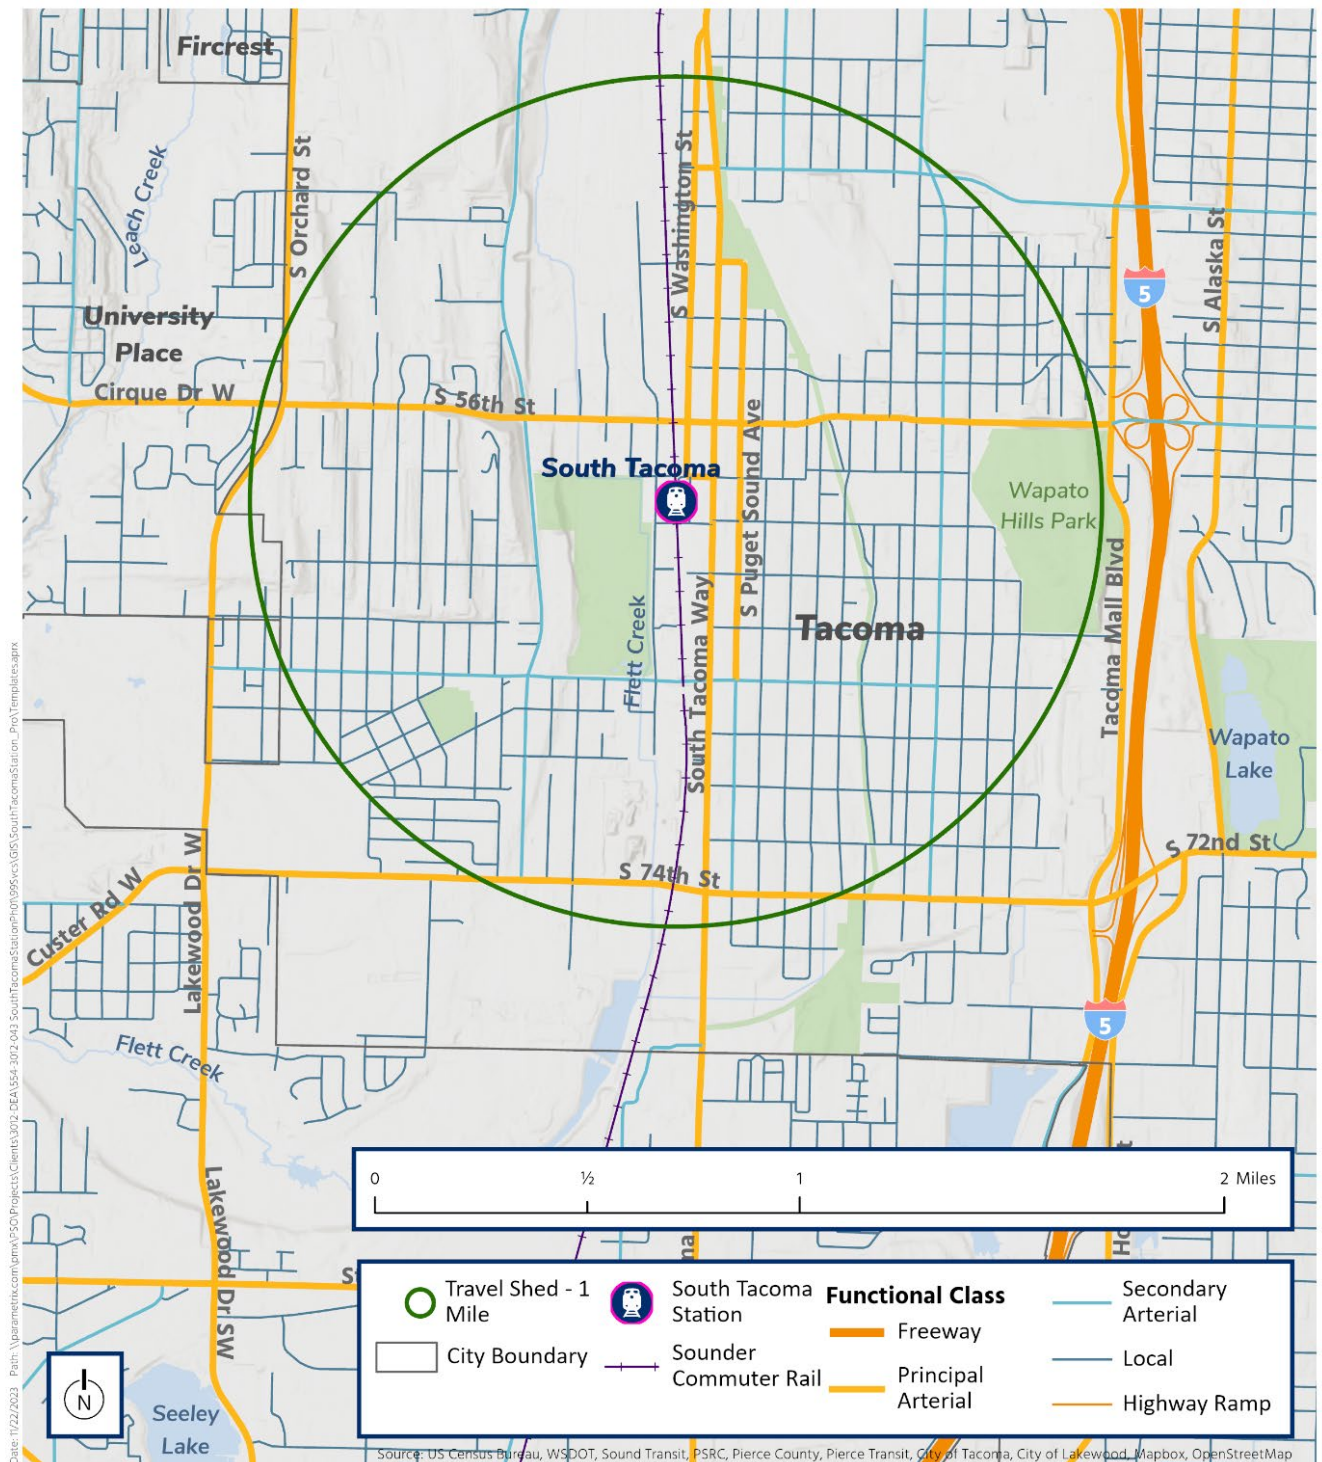 Fircrest
Leach Creek
S Orchard St
S Washington St
S Alaska St
5
University
Place
Cirque Dr W
S 56th St
South Tacoma
S Puget Sound Ave
Wapato
Hills Park
Tacoma Mall Blvd
Flett Creek
South Tacoma Way
Tacoma
Wapato
Lake
S 72nd St
S 74th St
Custer Rd W
Lakewood Dr W
5
Flett Creek
Lakewood Dr SW
0
½
1
2 Miles
St
na
Ho
t
Travel Shed - 1
Mile
City Boundary
South Tacoma
Station
Sounder
Commuter Rail
Functional Class
Freeway
Principal
Arterial
Secondary
Arterial
Local
Highway Ramp
N
Seeley
Lake
Source: US Census Bureau, WSDOT, Sound Transit, PSRC, Pierce County, Pierce Transit, City of Tacoma, City of Lakewood, Mapbox, OpenStreetMap